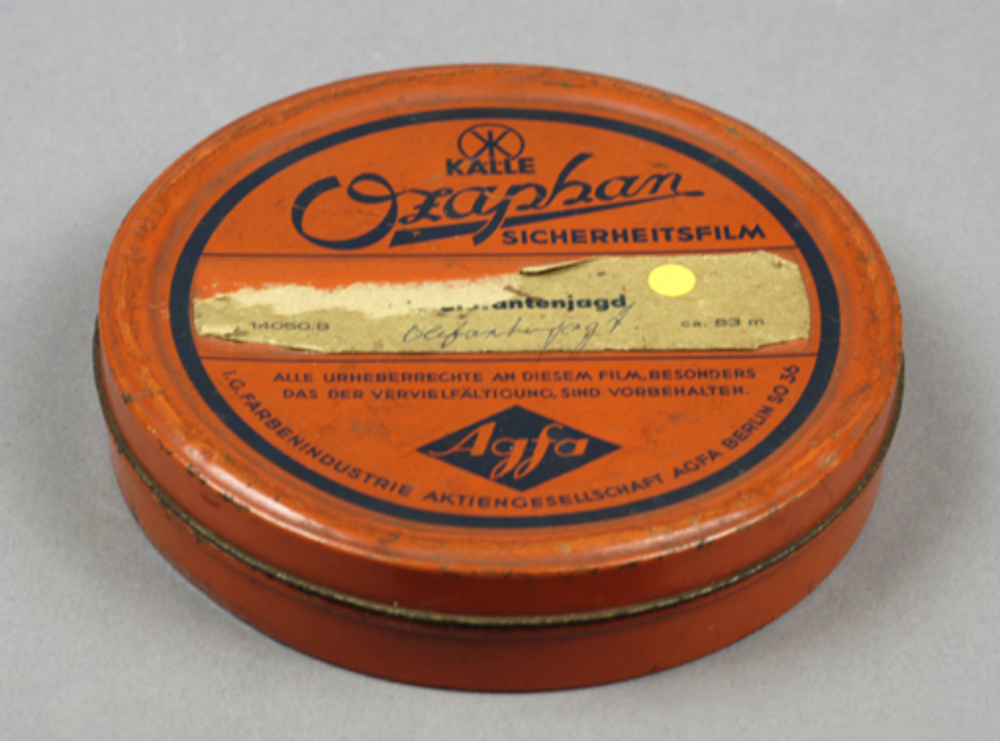 KALLE
Ozaphan
SICHERHEITSFILM
14050/B
ca. 83 m
ALLE URHEBERRECHTE AN DIESEM FILM, BESONDERS
DAS DER VERVIELFÄLTIGUNG, SIND VORBEHALTEN.
Agfa
I.G. FARBENINDUSTRIE AKTIENGESELLSCHAFT AGFA BERLIN SO 36